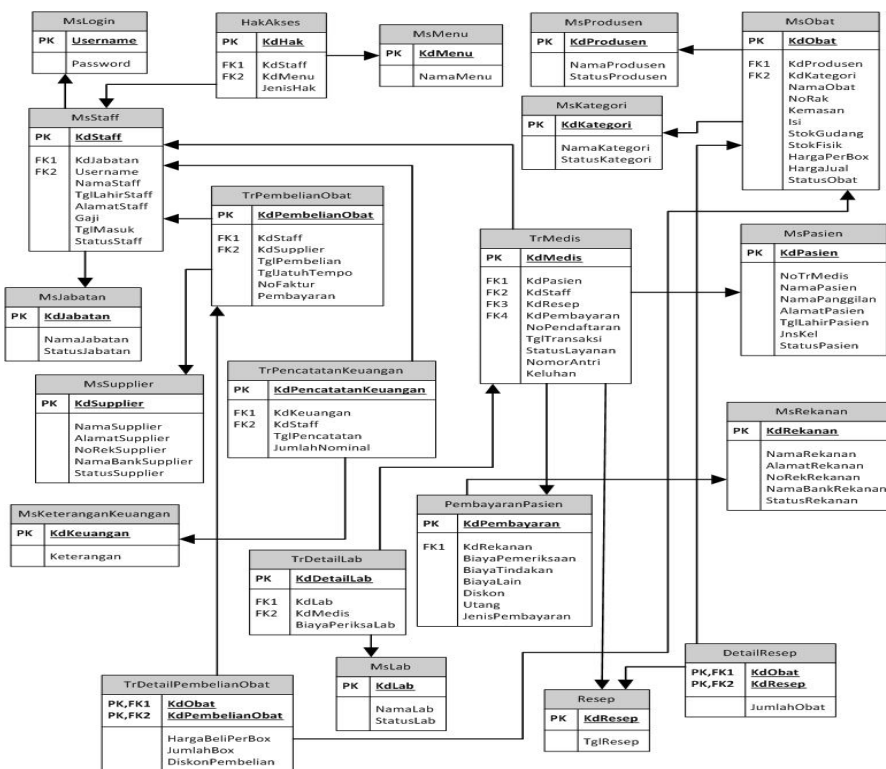 MsLogin
PK Username
Password
HakAkses
PK KdHak
FK1 KdStaff
FK2 KdMenu
JenisHak
MsMenu
PK KdMenu
NamaMenu
MsProdusen
PK KdProdusen
NamaProdusen
StatusProdusen
MsObat
PK KdObat
FK1 KdProdusen
FK2 KdKategori
NamaObat
NoRak
Kemasan
Isi
StokGudang
StokFisik
HargaPerBox
HargaJual
StatusObat
MsKategori
PK KdKategori
NamaKategori
StatusKategori
MsStaff
PK KdStaff
FK1 KdJabatan
FK2 Username
NamaStaff
TglLahirStaff
AlamatStaff
Gaji
TglMasuk
StatusStaff
TrPembelianObat
PK KdPembelianObat
FK1 KdStaff
FK2 KdSupplier
TglPembelian
TglJatuhTempo
NoFaktur
Pembayaran
TrMedis
PK KdMedis
FK1 KdPasien
FK2 KdStaff
FK3 KdResep
FK4 KdPembayaran
NoPendaftaran
TglTransaksi
StatusLayanan
NomorAntri
Keluhan
MsPasien
PK KdPasien
NoTrMedis
NamaPasien
NamaPanggilan
AlamatPasien
TglLahirPasien
JnsKel
StatusPasien
MsJabatan
PK KdJabatan
NamaJabatan
StatusJabatan
MsSupplier
PK KdSupplier
NamaSupplier
AlamatSupplier
NoRekSupplier
NamaBankSupplier
StatusSupplier
TrPencatatanKeuangan
PK KdPencatatanKeuangan
FK1 KdKeuangan
FK2 KdStaff
TglPencatatan
JumlahNominal
MsRekanan
PK KdRekanan
NamaRekanan
AlamatRekanan
NoRekRekanan
NamaBankRekanan
StatusRekanan
MsKeteranganKeuangan
PK KdKeuangan
Keterangan
PembayaranPasien
PK KdPembayaran
FK1 KdRekanan
BiayaPemeriksaan
BiayaTindakan
BiayaLain
Diskon
Utang
JenisPembayaran
TrDetailLab
PK KdDetailLab
FK1 KdLab
FK2 KdMedis
BiayaPeriksaLab
MsLab
PK KdLab
NamaLab
StatusLab
DetailResep
PK,FK1 KdObat
PK,FK2 KdResep
JumlahObat
TrDetailPembelianObat
PK,FK1 KdObat
PK,FK2 KdPembelianObat
HargaBeliPerBox
JumlahBox
DiskonPembelian
Resep
PK KdResep
TglResep